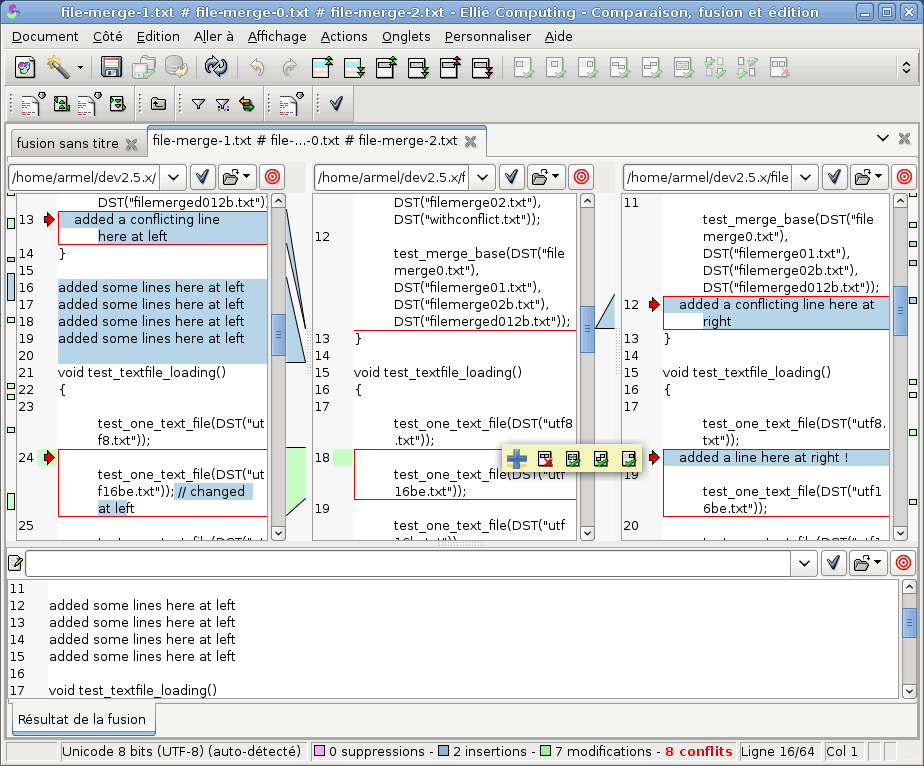 file-merge-1.txt # file-merge-0.txt # file-merge-2.txt - Ellié Computing - Comparaison, fusion et édition
Document Côté Edition Aller à Affichage Actions Onglets Personnaliser Aide
fusion sans titre
file-merge-1.txt # file-...-0.txt # file-merge-2.txt
/home/armel/dev2.5.x/
DST("filemerged012b.txt")
13 added a conflicting line
here at left
14 }
15
16 added some lines here at left
17 added some lines here at left
18 added some lines here at left
19 added some lines here at left
20
21 void test_textfile_loading()
22 {
23
test_one_text_file(DST("ut
f8.txt"));
24
test_one_text_file(DST("ut
f16be.txt")); // changed
at left
25
/home/armel/dev2.5.x/f
DST("filemerge02.txt"),
DST("withconflict.txt"));
12
test_merge_base(DST("file
merge0.txt"),
DST("filemerge01.txt"),
DST("filemerge02b.txt"),
DST("filemerged012b.txt"));
13 }
14
15 void test_textfile_loading()
16 {
17
test_one_text_file(DST("utf8
.txt"));
18
test_one_text_file(DST("utf
16be.txt"));
19
test_one_text_file(DST("utf
/home/armel/dev2.5.x/file
11
test_merge_base(DST("file
merge0.txt"),
DST("filemerge01.txt"),
DST("filemerge02b.txt"),
DST("filemerged012b.txt"));
12 added a conflicting line here at
right
13 }
14
15 void test_textfile_loading()
16 {
17
test_one_text_file(DST("utf8.
txt"));
18 added a line here at right !
19
test_one_text_file(DST("utf1
6be.txt"));
20
11
12 added some lines here at left
13 added some lines here at left
14 added some lines here at left
15 added some lines here at left
16
17 void test_textfile_loading()
Résultat de la fusion
Unicode 8 bits (UTF-8) (auto-détecté) 0 suppressions - 2 insertions - 7 modifications - 8 conflits Ligne 16/64 Col 1